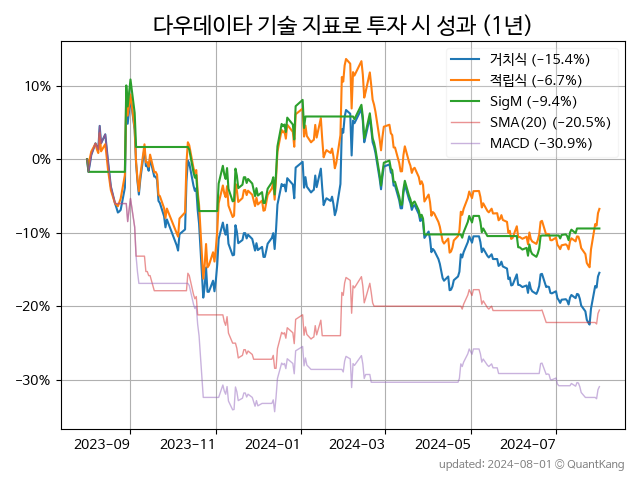 다우데이타 기술 지표로 투자 시 성과 (1년)
거치식 (−15.4%)
적립식 (−6.7%)
SigM (−9.4%)
SMA(20) (−20.5%)
MACD (−30.9%)
10%
0%
−10%
−20%
−30%
2023-09 2023-11 2024-01 2024-03 2024-05 2024-07
updated: 2024-08-01 © QuantKang